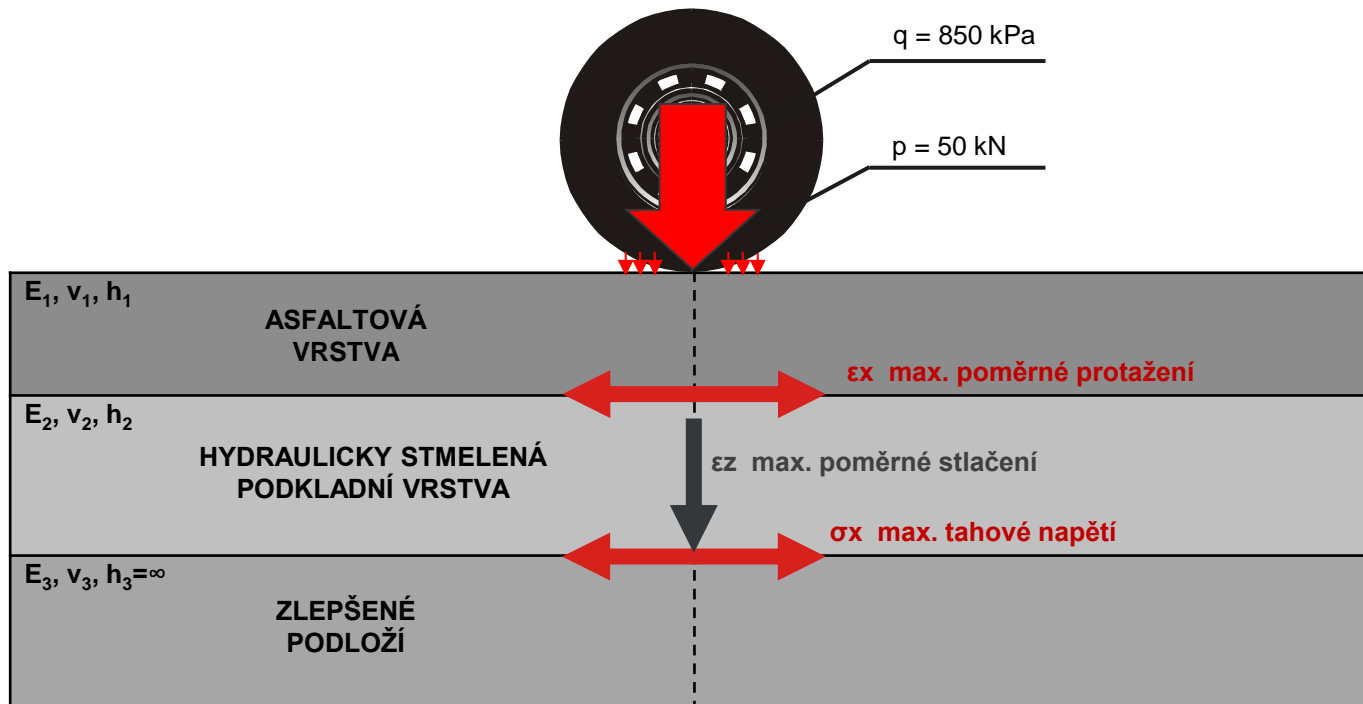 q = 850 kPa
p = 50 kN
E₁, v₁, h₁
ASFALTOVÁ
VRSTVA
εx max. poměrné protažení
E₂, v₂, h₂
HYDRAULICKY STMELENÁ
PODKLADNÍ VRSTVA
εz max. poměrné stlačení
σx max. tahové napětí
E₃, v₃, h₃=∞
ZLEPŠENÉ
PODLOŽÍ